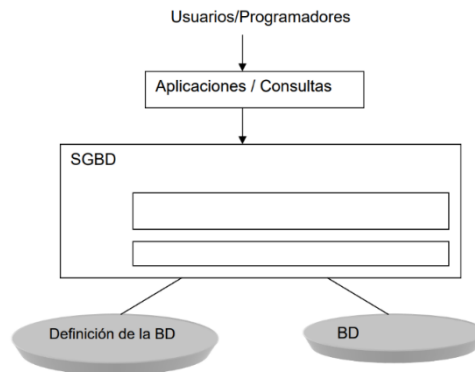 Usuarios/Programadores
Aplicaciones / Consultas
SGBD
Definición de la BD
BD